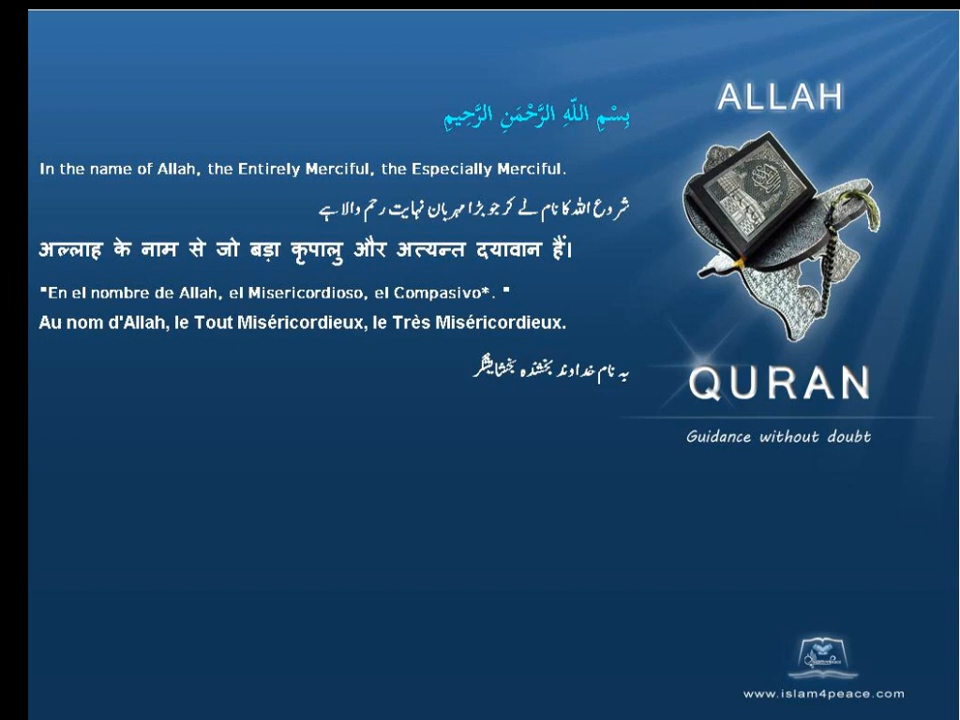 بِسْمِ اللّهِ الرَّحْمَنِ الرَّحِيمِ
In the name of Allah, the Entirely Merciful, the Especially Merciful.
شروع الله کا نام لے کر جو بڑا مہربان نہایت رحم والا ہے
अल्लाह के नाम से जो बड़ा कृपालु और अत्यन्त दयावान हैं।
"En el nombre de Allah, el Misericordioso, el Compasivo*. "
Au nom d'Allah, le Tout Miséricordieux, le Très Miséricordieux.
به نام خداوند بخشنده بخشایشگر
ALLAH
QURAN
Guidance without doubt
www.islam4peace.com